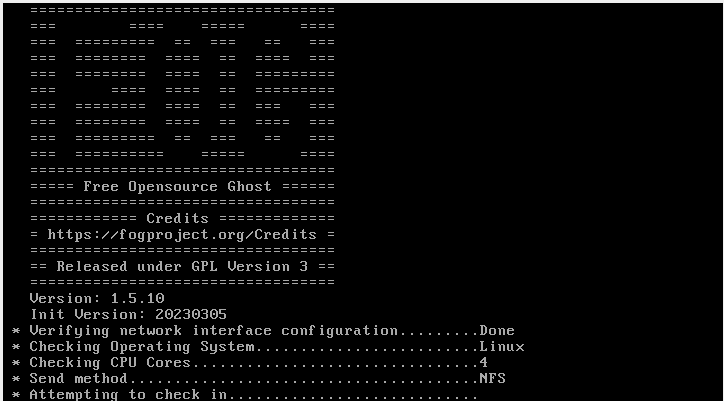 ==================================
===        ====    =====      ====
===  =========  ==  ===   ==   ===
===  ========  ====  ==  ====  ===
===  ========  ====  ==  =========
===      ====  ====  ==  =========
===  ========  ====  ==  ===   ===
===  ========  ====  ==  ====  ===
===  =========  ==  ===   ==   ===
===  ==========    =====      ====
==================================
===== Free Opensource Ghost ======
==================================
============ Credits =============
= https://fogproject.org/Credits =
==================================
== Released under GPL Version 3 ==
==================================
Version: 1.5.10
Init Version: 20230305
* Verifying network interface configuration.........Done
* Checking Operating System.........................Linux
* Checking CPU Cores................................4
* Send method.......................................NFS
* Attempting to check in............................